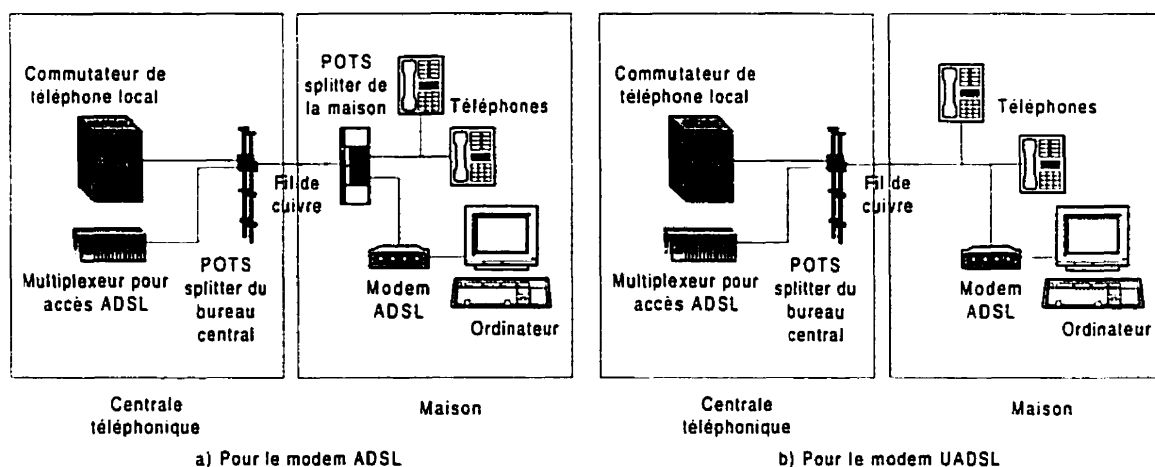 Commutateur de
téléphone local
Multiplexeur pour
accès ADSL
POTS
splitter du
bureau
central
Fil de
cuivre
POTS
splitter de
la maison
Téléphones
Modem
ADSL
Ordinateur
Centrale
téléphonique
Maison
a) Pour le modem ADSL
Commutateur de
téléphone local
Multiplexeur pour
accès ADSL
POTS
splitter du
bureau
central
Fil de
cuivre
Téléphones
Modem
ADSL
Ordinateur
Centrale
téléphonique
Maison
b) Pour le modem UADSL